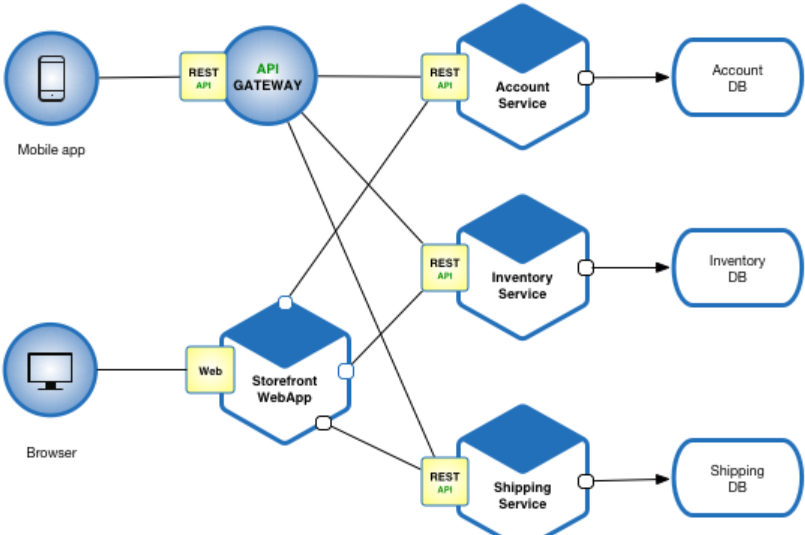 REST
API
API
GATEWAY
REST
API
Account
Service
Account
DB
Mobile app
REST
API
Inventory
Service
Inventory
DB
Web
Storefront
WebApp
Browser
REST
API
Shipping
Service
Shipping
DB